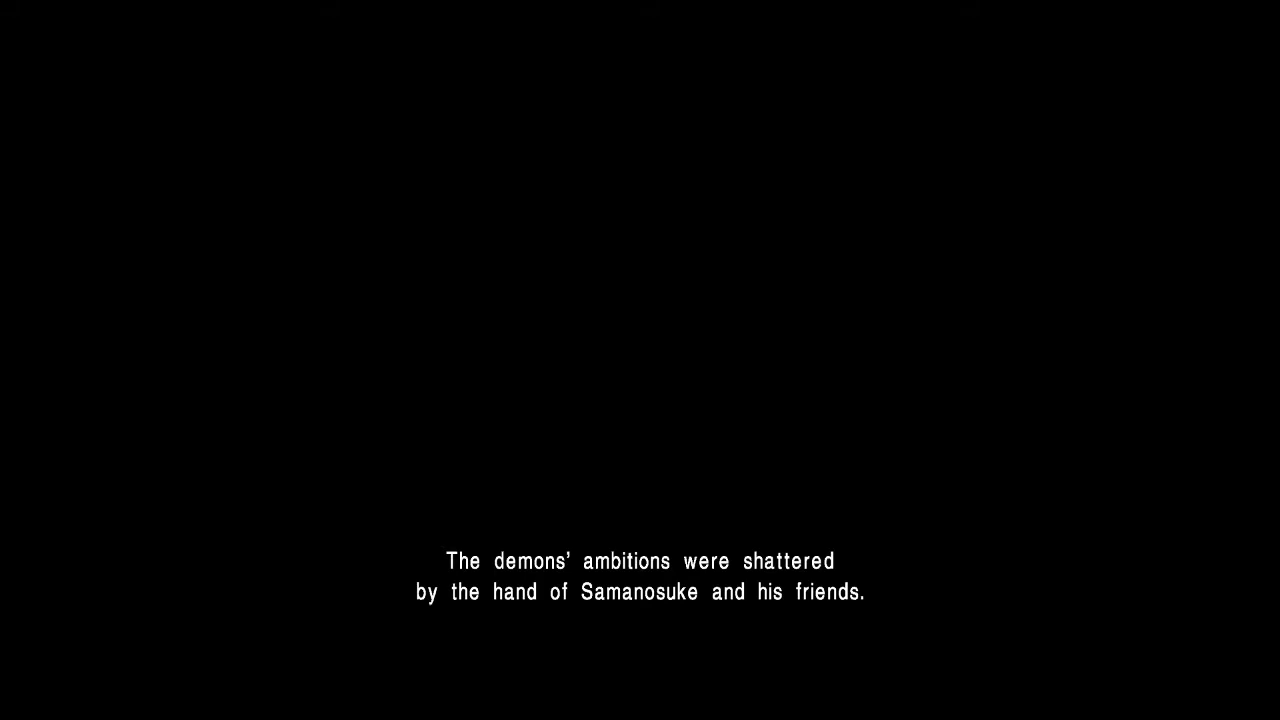 The demons’ ambitions were shattered
by the hand of Samanosuke and his friends.